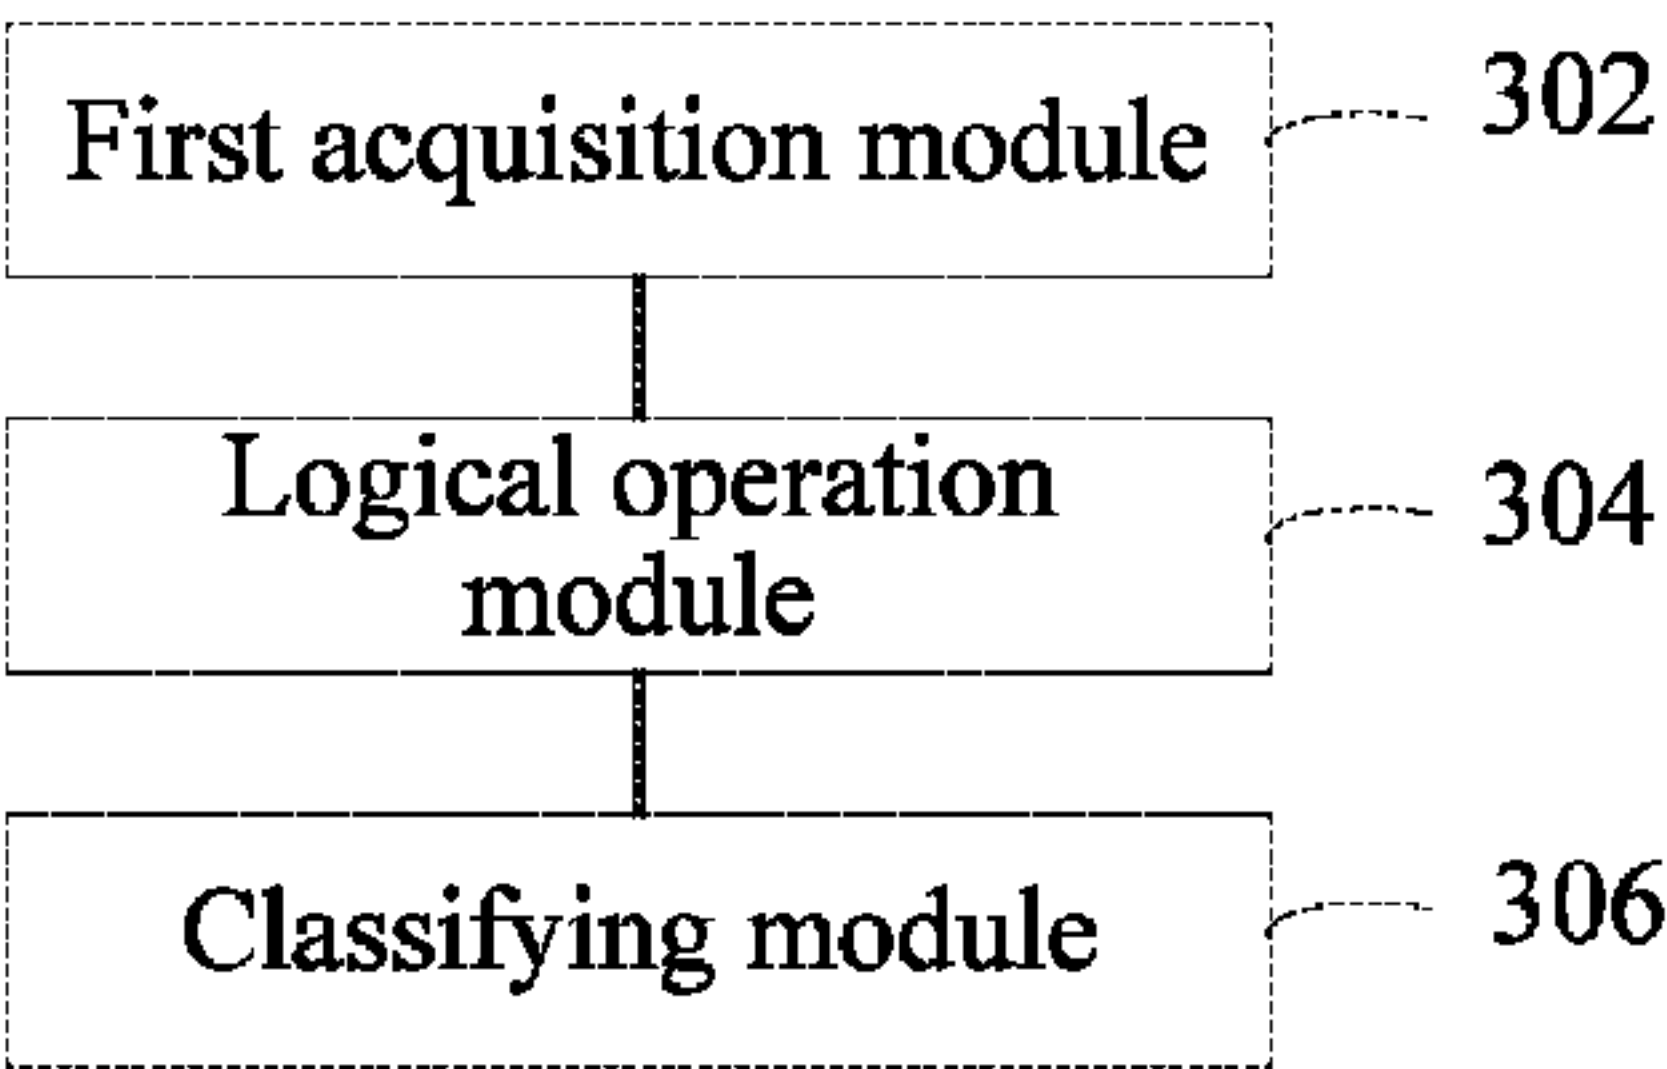 First acquisition module
302
Logical operation
module
304
Classifying module
306